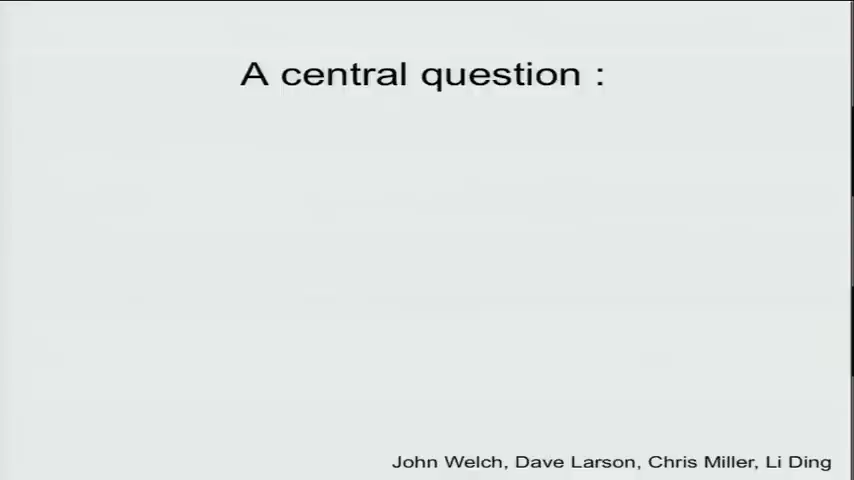 A central question :
John Welch, Dave Larson, Chris Miller, Li Ding